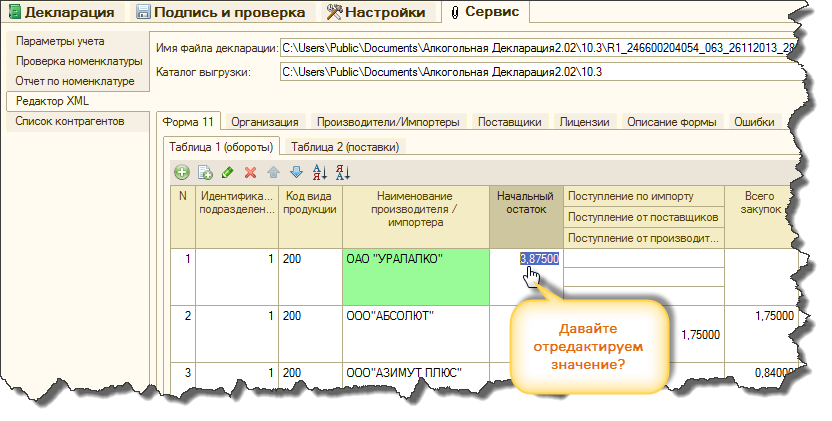 Декларация Подпись и проверка Настройки Сервис
Параметры учета
Проверка номенклатуры
Отчет по номенклатуре
Редактор XML
Список контрагентов
Имя файла декларации: C:\Users\Public\Documents\Алкогольная Декларация2.02\10.3\R1_246600204054_063_26112013_28
Каталог выгрузки: C:\Users\Public\Documents\Алкогольная Декларация2.02\10.3
Форма 11 Организация Производители/Импортеры Поставщики Лицензии Описание формы Ошибки
Таблица 1 (обороты) Таблица 2 (поставки)
N Идентифика... Код вида Наименование Начальный Поступление по импорту Всего
подразделен... продукции производителя / остаток Поступление от поставщиков закупок
импортера Поступление от производит...
1 1 200 ОАО "УРАЛАЛКО" 3,87500
2 1 200 ООО"АБСОЛЮТ" 1,75000
1,75000
3 1 200 ООО"АЗИМУТ ПЛЮС" 0,84000
Давайте
отредактируем
значение?